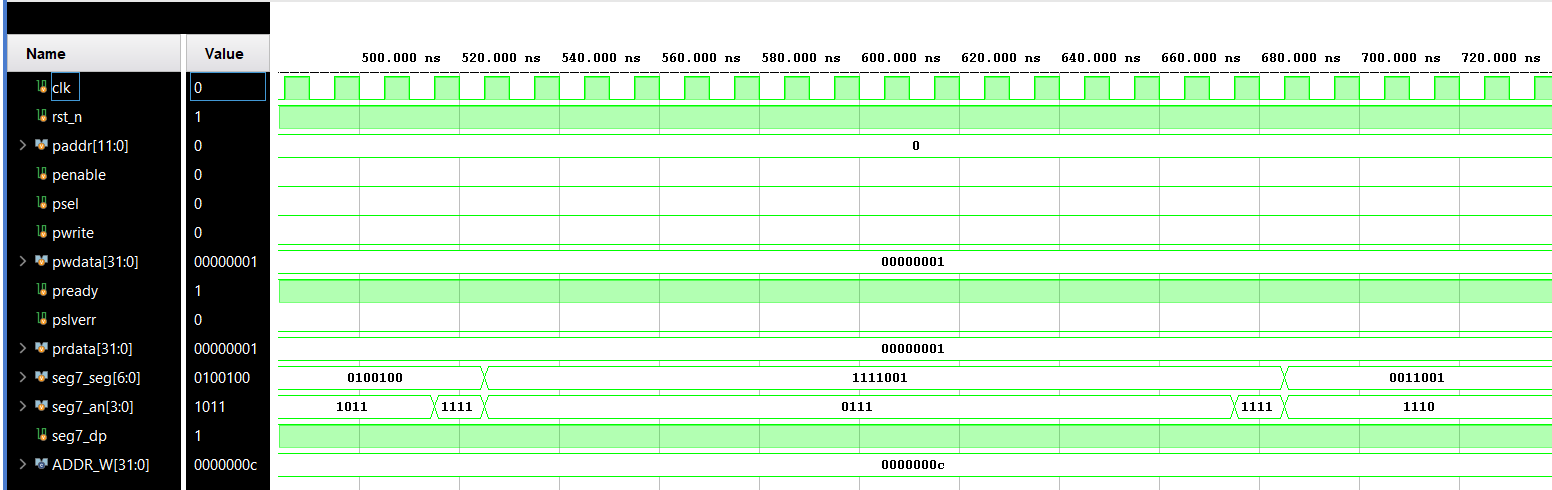 Name Value
500.000 ns 520.000 ns 540.000 ns 560.000 ns 580.000 ns 600.000 ns 620.000 ns 640.000 ns 660.000 ns 680.000 ns 700.000 ns 720.000 ns
clk 0
rst_n 1
paddr[11:0] 0 0
penable 0
psel 0
pwrite 0
pwdata[31:0] 00000001 00000001
pready 1
pslverr 0
prdata[31:0] 00000001 00000001
seg7_seg[6:0] 0100100 0100100 1111001 0011001
seg7_an[3:0] 1011 1011 1111 0111 1111 1110
seg7_dp 1
ADDR_W[31:0] 0000000c 0000000c